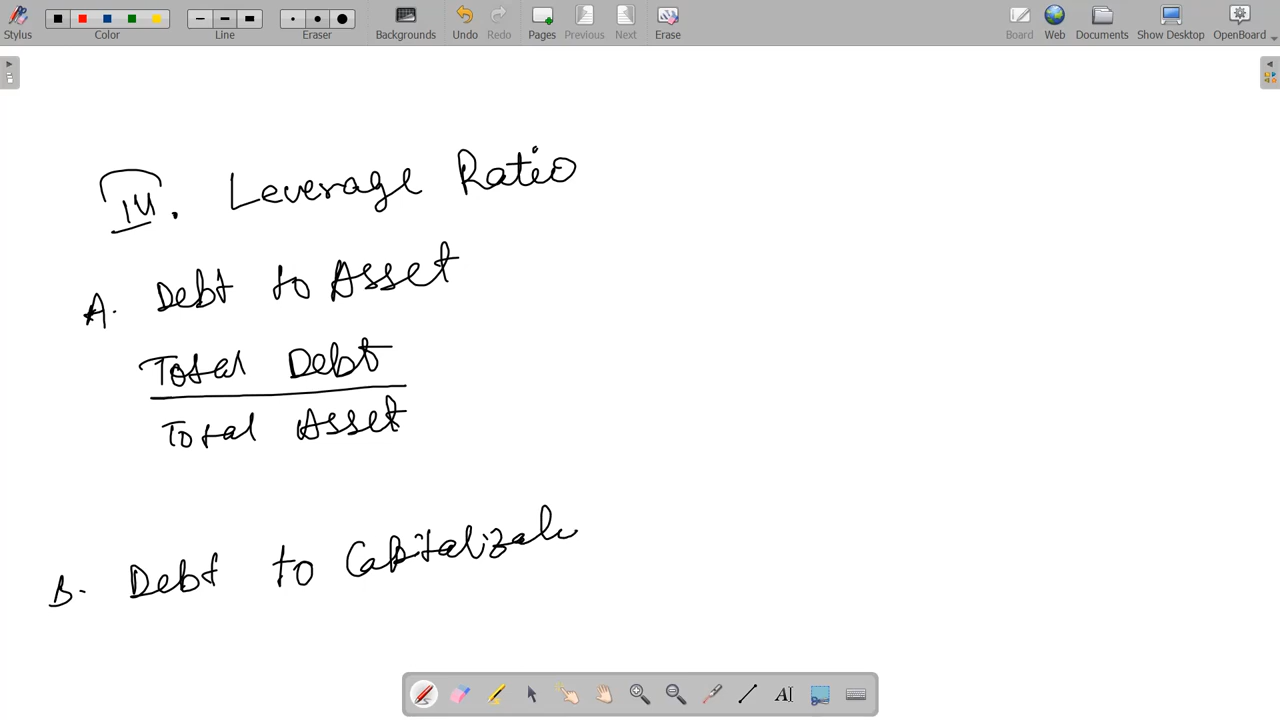 Stylus Color Line Eraser Backgrounds Undo Redo Pages Previous Next Erase Board Web Documents Show Desktop OpenBoard
IV. Leverage Ratio
A. Debt to Asset
Total Debt
Total Asset
B. Debt to